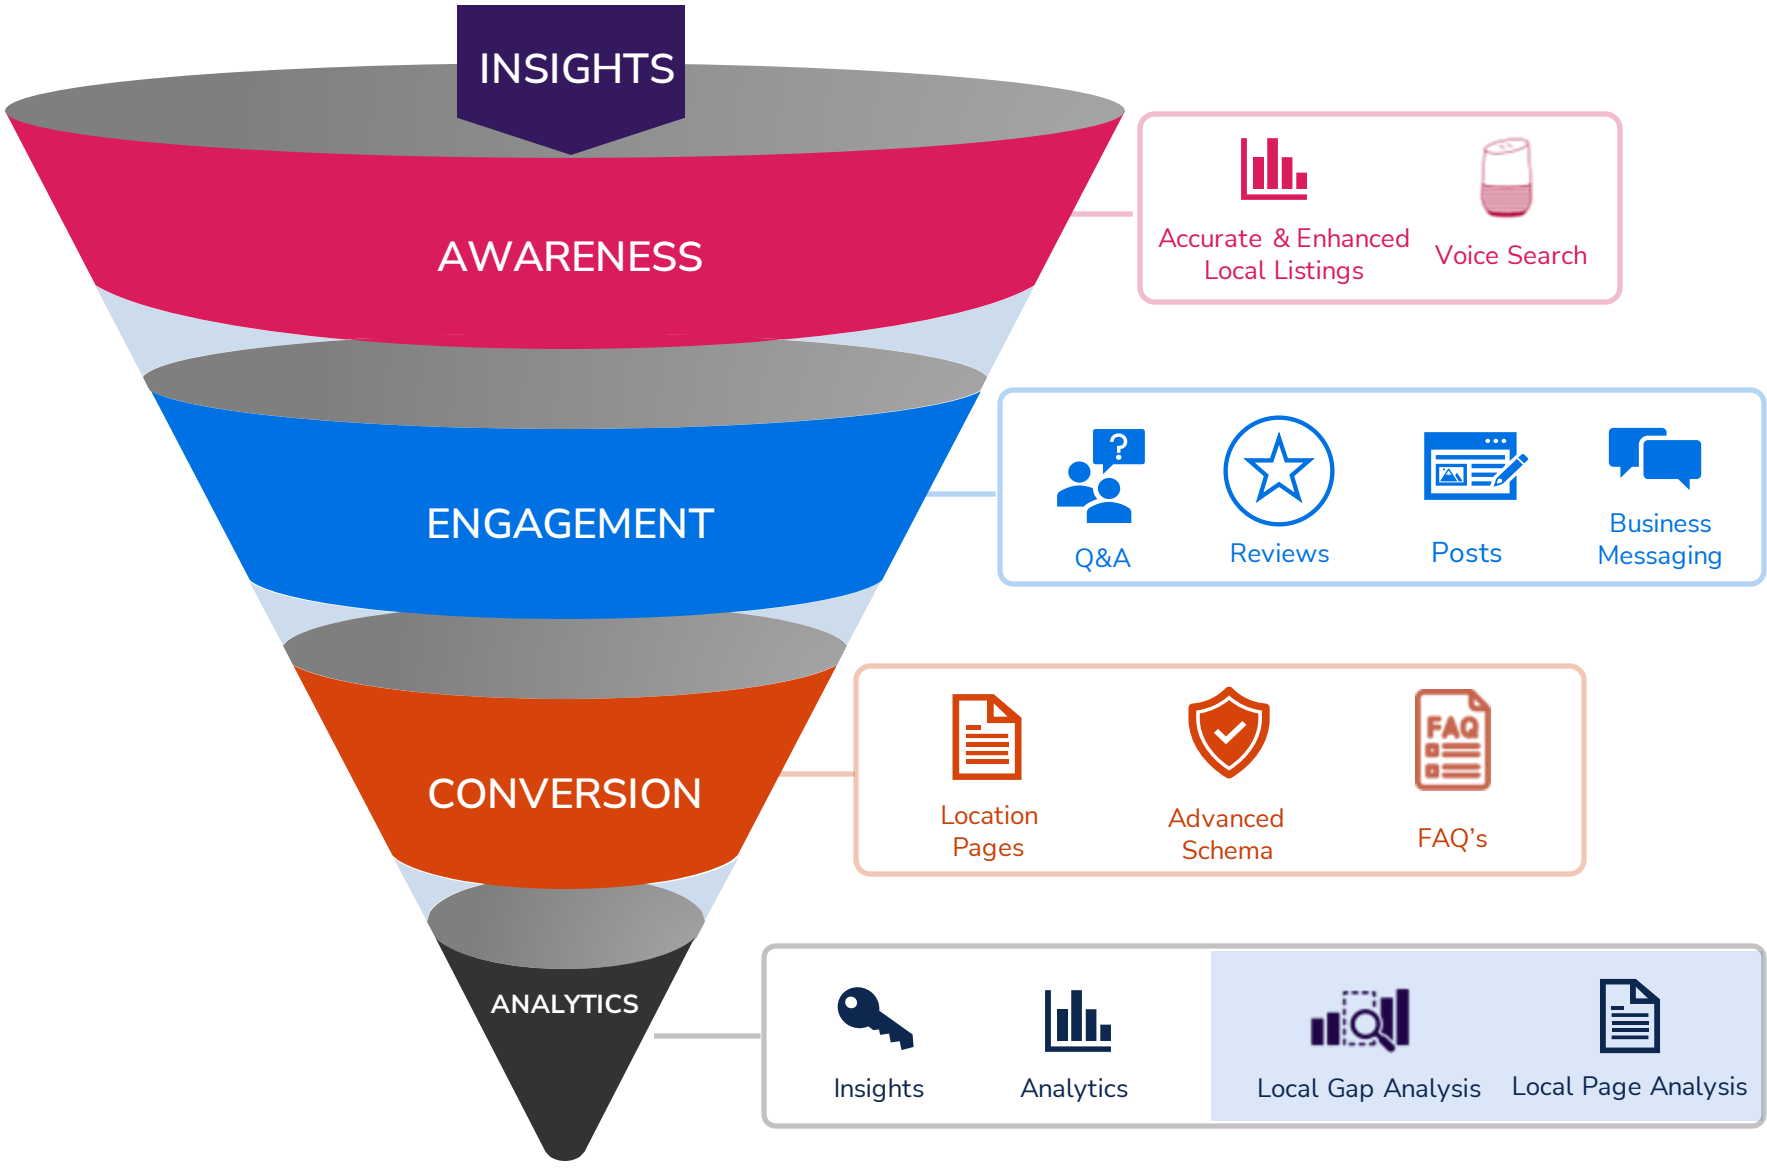 INSIGHTS
AWARENESS
Accurate & Enhanced
Local Listings
Voice Search
ENGAGEMENT
?
Q&A
Reviews
Posts
Business
Messaging
CONVERSION
Location
Pages
Advanced
Schema
FAQ
FAQ's
ANALYTICS
Insights
Analytics
Local Gap Analysis
Local Page Analysis